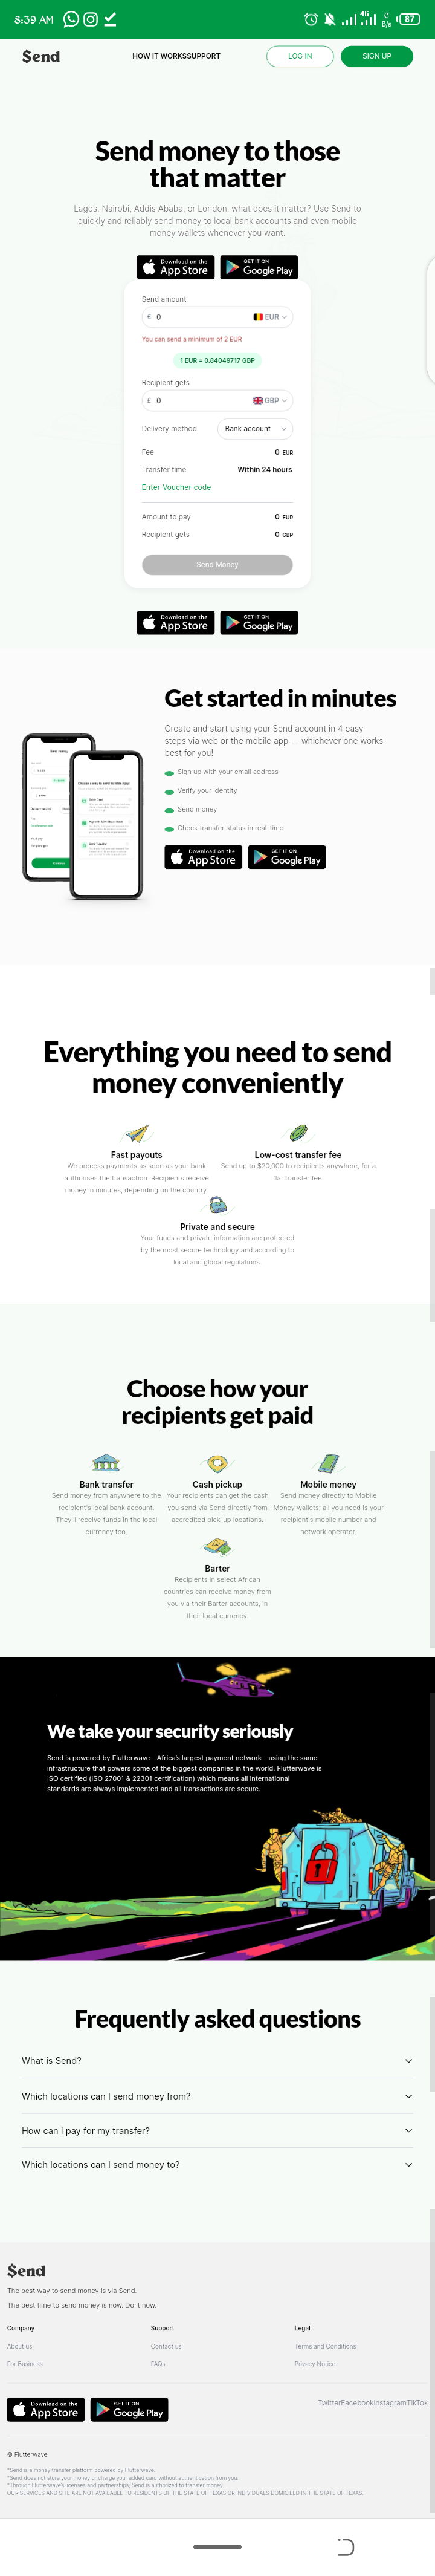 8:39 AM
4G
0
B/s
87
$end
HOW IT WORKSSUPPORT
LOG IN
SIGN UP
Send money to those
that matter
Lagos, Nairobi, Addis Ababa, or London, what does it matter? Use Send to
quickly and reliably send money to local bank accounts and even mobile
money wallets whenever you want.
Download on the
App Store
GET IT ON
Google Play
Send amount
€ 0
EUR
You can send a minimum of 2 EUR
1 EUR = 0.84049717 GBP
Recipient gets
£ 0
GBP
Delivery method
Bank account
Fee
0 EUR
Transfer time
Within 24 hours
Enter Voucher code
Amount to pay
0 EUR
Recipient gets
0 GBP
Send Money
Download on the
App Store
GET IT ON
Google Play
Get started in minutes
Create and start using your Send account in 4 easy
steps via web or the mobile app — whichever one works
best for you!
Sign up with your email address
Verify your identity
Send money
Check transfer status in real-time
Download on the
App Store
GET IT ON
Google Play
Everything you need to send
money conveniently
Fast payouts
We process payments as soon as your bank
authorises the transaction. Recipients receive
money in minutes, depending on the country.
Low-cost transfer fee
Send up to $20,000 to recipients anywhere, for a
flat transfer fee.
Private and secure
Your funds and private information are protected
by the most secure technology and according to
local and global regulations.
Choose how your
recipients get paid
Bank transfer
Send money from anywhere to the
recipient's local bank account.
They'll receive funds in the local
currency too.
Cash pickup
Your recipients can get the cash
you send via Send directly from
accredited pick-up locations.
Mobile money
Send money directly to Mobile
Money wallets; all you need is your
recipient's mobile number and
network operator.
Barter
Recipients in select African
countries can receive money from
you via their Barter accounts, in
their local currency.
We take your security seriously
Send is powered by Flutterwave - Africa's largest payment network - using the same
infrastructure that powers some of the biggest companies in the world. Flutterwave is
ISO certified (ISO 27001 & 22301 certification) which means all international
standards are always implemented and all transactions are secure.
Frequently asked questions
What is Send?
Which locations can I send money from?
How can I pay for my transfer?
Which locations can I send money to?
$end
The best way to send money is via Send.
The best time to send money is now. Do it now.
Company
About us
For Business
Support
Contact us
FAQs
Legal
Terms and Conditions
Privacy Notice
Download on the
App Store
GET IT ON
Google Play
TwitterFacebookInstagramTikTok
© Flutterwave
*Send is a money transfer platform powered by Flutterwave.
*Send does not store your money or charge your added card without authentication from you.
*Through Flutterwave's licences and partnerships, Send is authorized to transfer money.
OUR SERVICES AND SITE ARE NOT AVAILABLE TO RESIDENTS OF THE STATE OF TEXAS OR INDIVIDUALS DOMICILED IN THE STATE OF TEXAS.